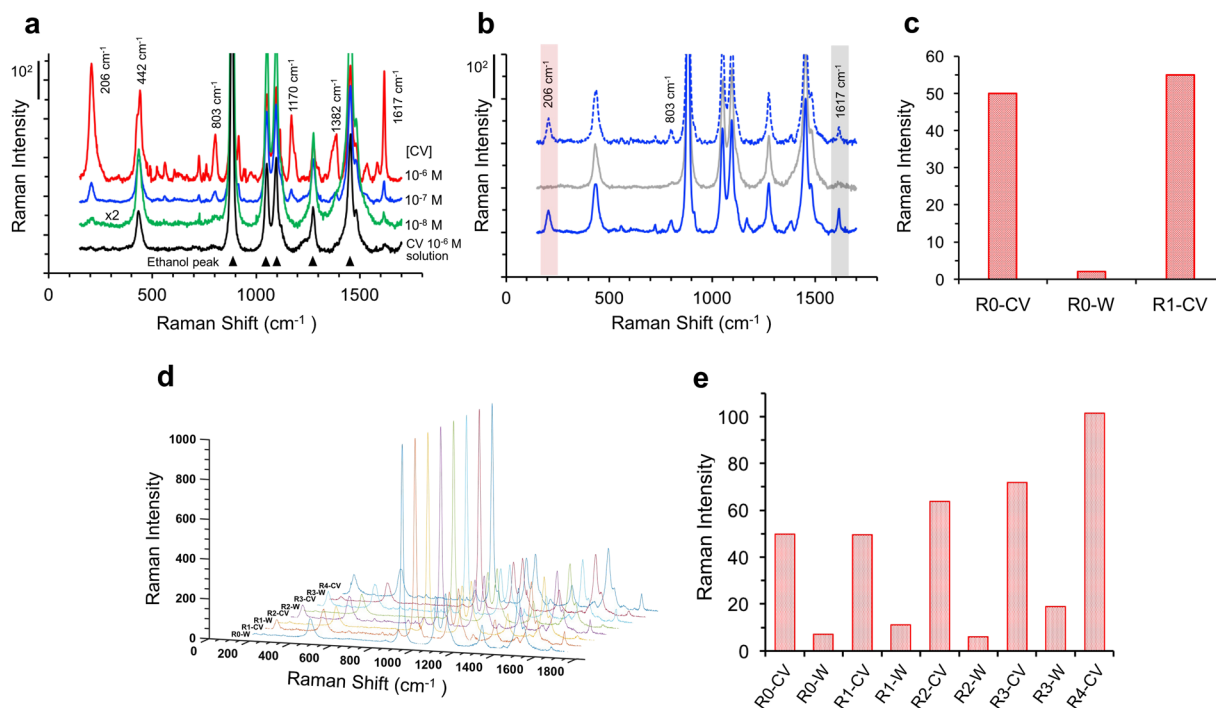 a
10²
Raman Intensity
206 cm⁻¹
442 cm⁻¹
803 cm⁻¹
1170 cm⁻¹
1382 cm⁻¹
1617 cm⁻¹
[CV]
10⁻⁶ M
10⁻⁷ M
x2
10⁻⁸ M
CV 10⁻⁶ M
solution
Ethanol peak
0 500 1000 1500
Raman Shift (cm⁻¹ )
b
10²
Raman Intensity
206 cm⁻¹
803 cm⁻¹
1617 cm⁻¹
0 500 1000 1500
Raman Shift (cm⁻¹ )
c
Raman Intensity
60
50
40
30
20
10
0
R0-CV R0-W R1-CV
d
Raman Intensity
1000
800
600
400
200
0
R4-CV
R3-W
R3-CV
R2-W
R2-CV
R1-W
R1-CV
R0-W
0 200 400 600 800 1000 1200 1400 1600 1800
Raman Shift (cm⁻¹ )
e
Raman Intensity
100
80
60
40
20
0
R0-CV R0-W R1-CV R1-W R2-CV R2-W R3-CV R3-W R4-CV